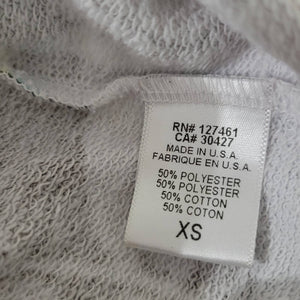 RN# 127461
CA# 30427
MADE IN U.S.A.
FABRIQUE EN U.S.A.
50% POLYESTER
50% POLYESTER
50% COTTON
50% COTON
XS